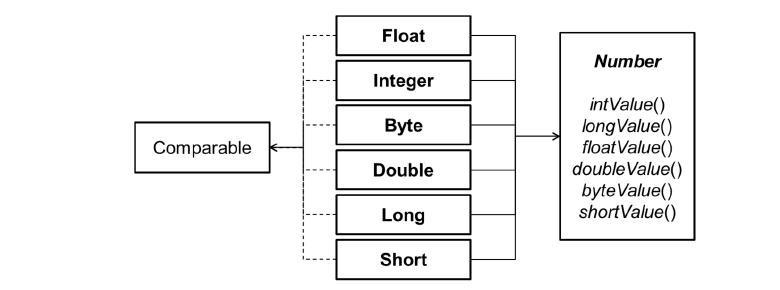 Float
Integer
Byte
Double
Long
Short
Comparable
Number
intValue()
longValue()
floatValue()
doubleValue()
byteValue()
shortValue()